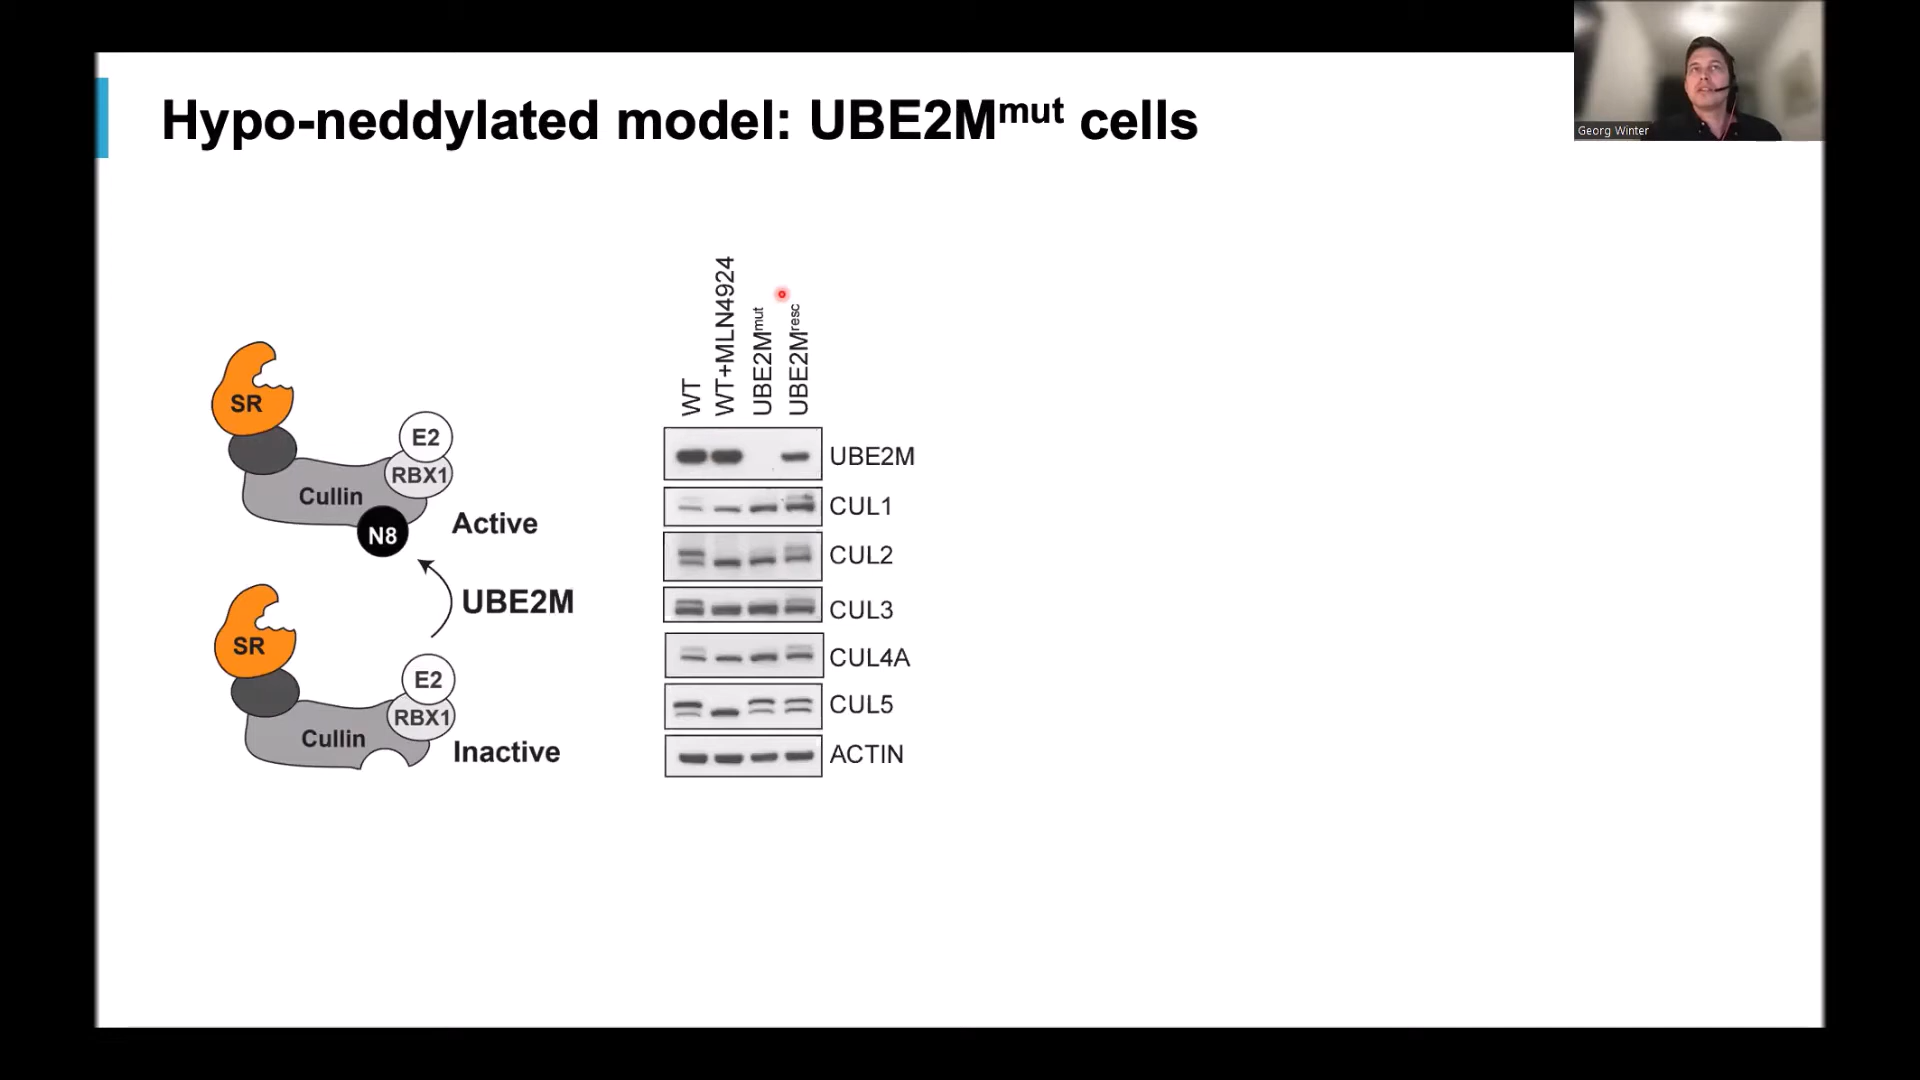 Hypo-neddylated model: UBE2Mmut cells
Georg Winter
SR
E2
RBX1
Cullin
N8
Active
UBE2M
SR
E2
RBX1
Cullin
Inactive
WT
WT+MLN4924
UBE2Mmut
UBE2Mresc
UBE2M
CUL1
CUL2
CUL3
CUL4A
CUL5
ACTIN